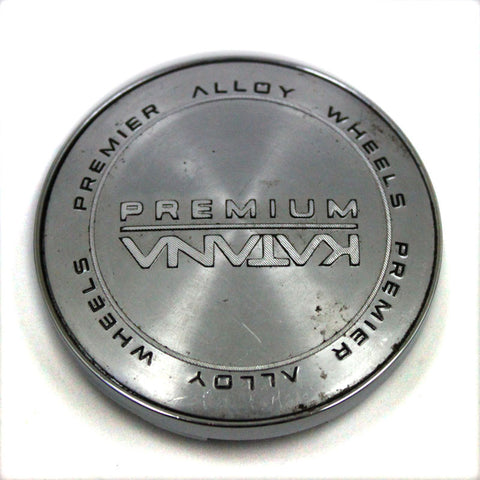 PREMIER ALLOY WHEELS
PREMIUM
KATANA
PREMIER ALLOY WHEELS